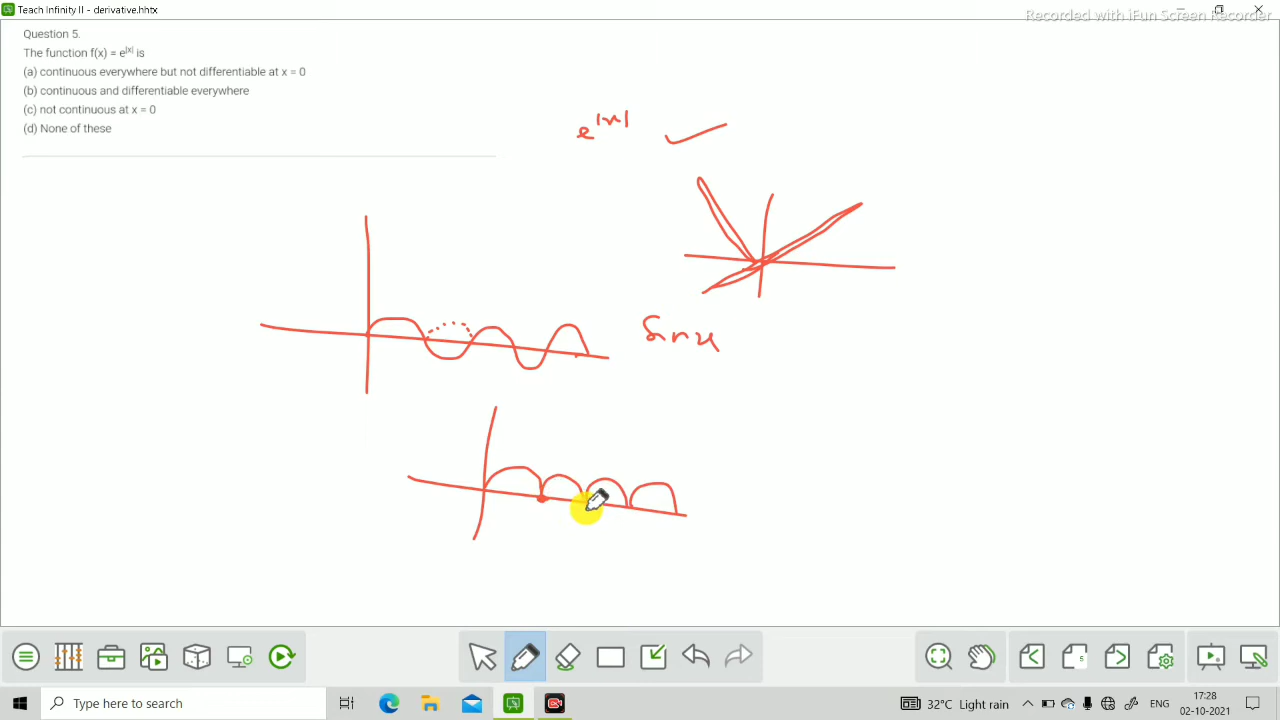 Teach Infinity II - derivative.hhtx
Recorded with iFun Screen Recorder
Question 5.
The function f(x) = e|x| is
(a) continuous everywhere but not differentiable at x = 0
(b) continuous and differentiable everywhere
(c) not continuous at x = 0
(d) None of these
e|x|
Sinx
5
Type here to search
32°C Light rain
ENG
17:28
02-10-2021